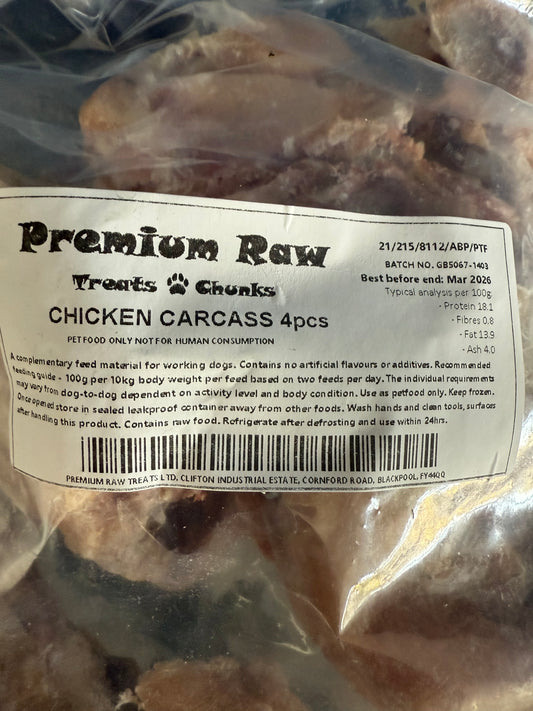 Premium Raw
Treats Chunks
CHICKEN CARCASS 4pcs
PET FOOD ONLY NOT FOR HUMAN CONSUMPTION
21/215/8112/ABP/PTF
BATCH NO. GB5067-1403
Best before end: Mar 2026
Typical analysis per 100g:
- Protein 18.1
- Fibres 0.8
- Fat 13.9
- Ash 4.0
A complementary feed material for working dogs. Contains no artificial flavours or additives. Recommended
feeding guide - 100g per 10kg body weight per feed based on two feeds per day. The individual requirements
may vary from dog-to-dog dependent on activity level and body condition. Use as petfood only. Keep frozen.
Once opened store in sealed leakproof container away from other foods. Wash hands and clean tools, surfaces
after handling this product. Contains raw food. Refrigerate after defrosting and use within 24hrs.
PREMIUM RAW TREATS LTD, CLIFTON INDUSTRIAL ESTATE, CORNFORD ROAD, BLACKPOOL, FY44QQ